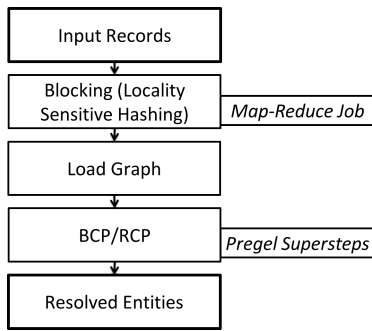 Input Records
Blocking (Locality
Sensitive Hashing)
Map-Reduce Job
Load Graph
BCP/RCP
Pregel Supersteps
Resolved Entities